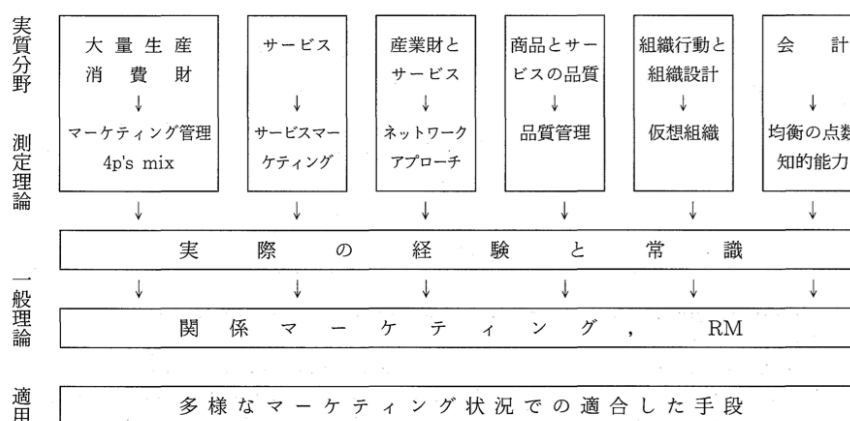 実質分野
大量生産
消費財
↓
マーケティング管理
4p's mix
サービス
↓
サービスマー
ケティング
産業財と
サービス
↓
ネットワーク
アプローチ
商品とサー
ビスの品質
↓
品質管理
組織行動と
組織設計
↓
仮想組織
会計
↓
均衡の点数
知的能力
測定理論
↓ ↓ ↓ ↓ ↓ ↓
実際の経験と常識
一般理論
↓ ↓ ↓ ↓ ↓ ↓
関係マーケティング, RM
適用
多様なマーケティング状況での適合した手段